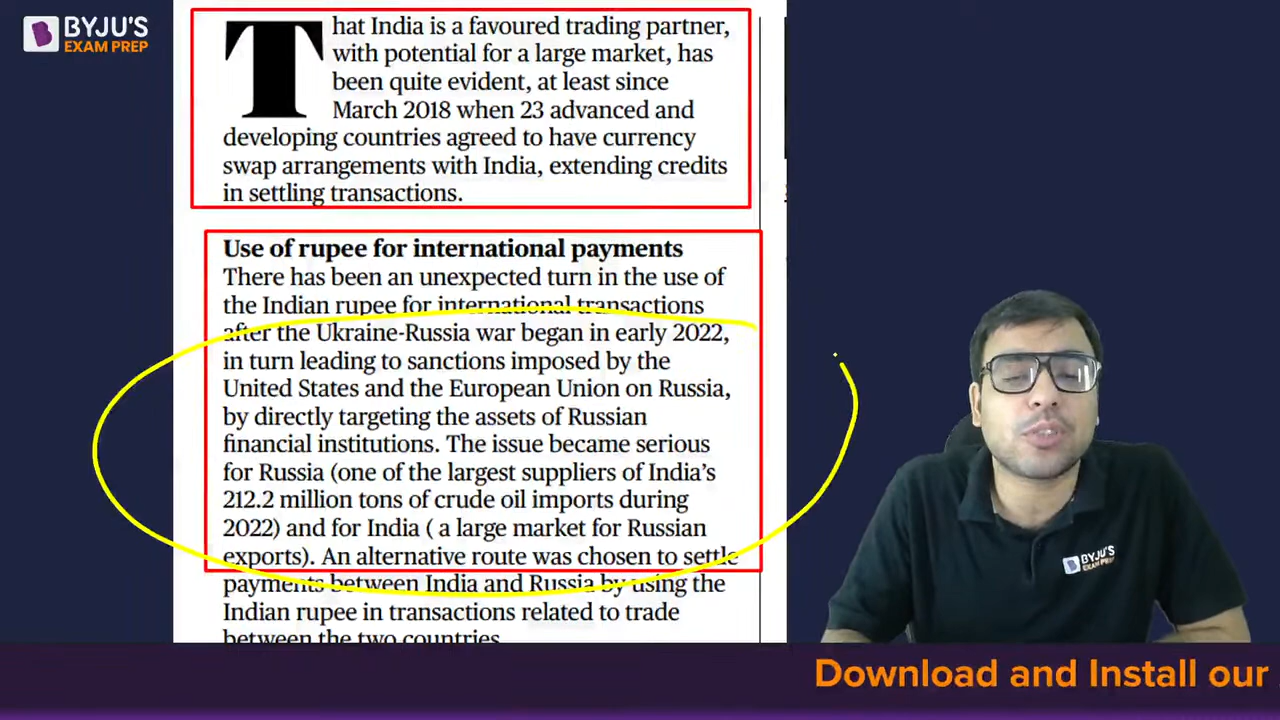 BYJU'S
EXAM PREP
That India is a favoured trading partner,
with potential for a large market, has
been quite evident, at least since
March 2018 when 23 advanced and
developing countries agreed to have currency
swap arrangements with India, extending credits
in settling transactions.
Use of rupee for international payments
There has been an unexpected turn in the use of
the Indian rupee for international transactions
after the Ukraine-Russia war began in early 2022,
in turn leading to sanctions imposed by the
United States and the European Union on Russia,
by directly targeting the assets of Russian
financial institutions. The issue became serious
for Russia (one of the largest suppliers of India's
212.2 million tons of crude oil imports during
2022) and for India ( a large market for Russian
exports). An alternative route was chosen to settle
payments between India and Russia by using the
Indian rupee in transactions related to trade
between the two countries.
BYJU'S
EXAM PREP
Download and Install our